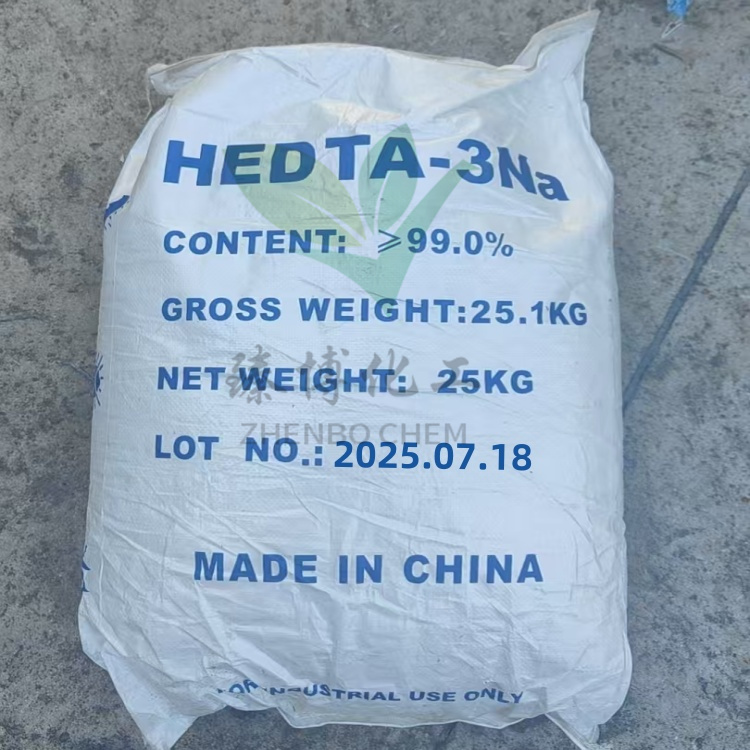 HEDTA-3Na
CONTENT: ≥99.0%
GROSS WEIGHT:25.1KG
NET WEIGHT: 25KG
臻博化工
ZHENBO CHEM
LOT NO.: 2025.07.18
MADE IN CHINA
FOR INDUSTRIAL USE ONLY